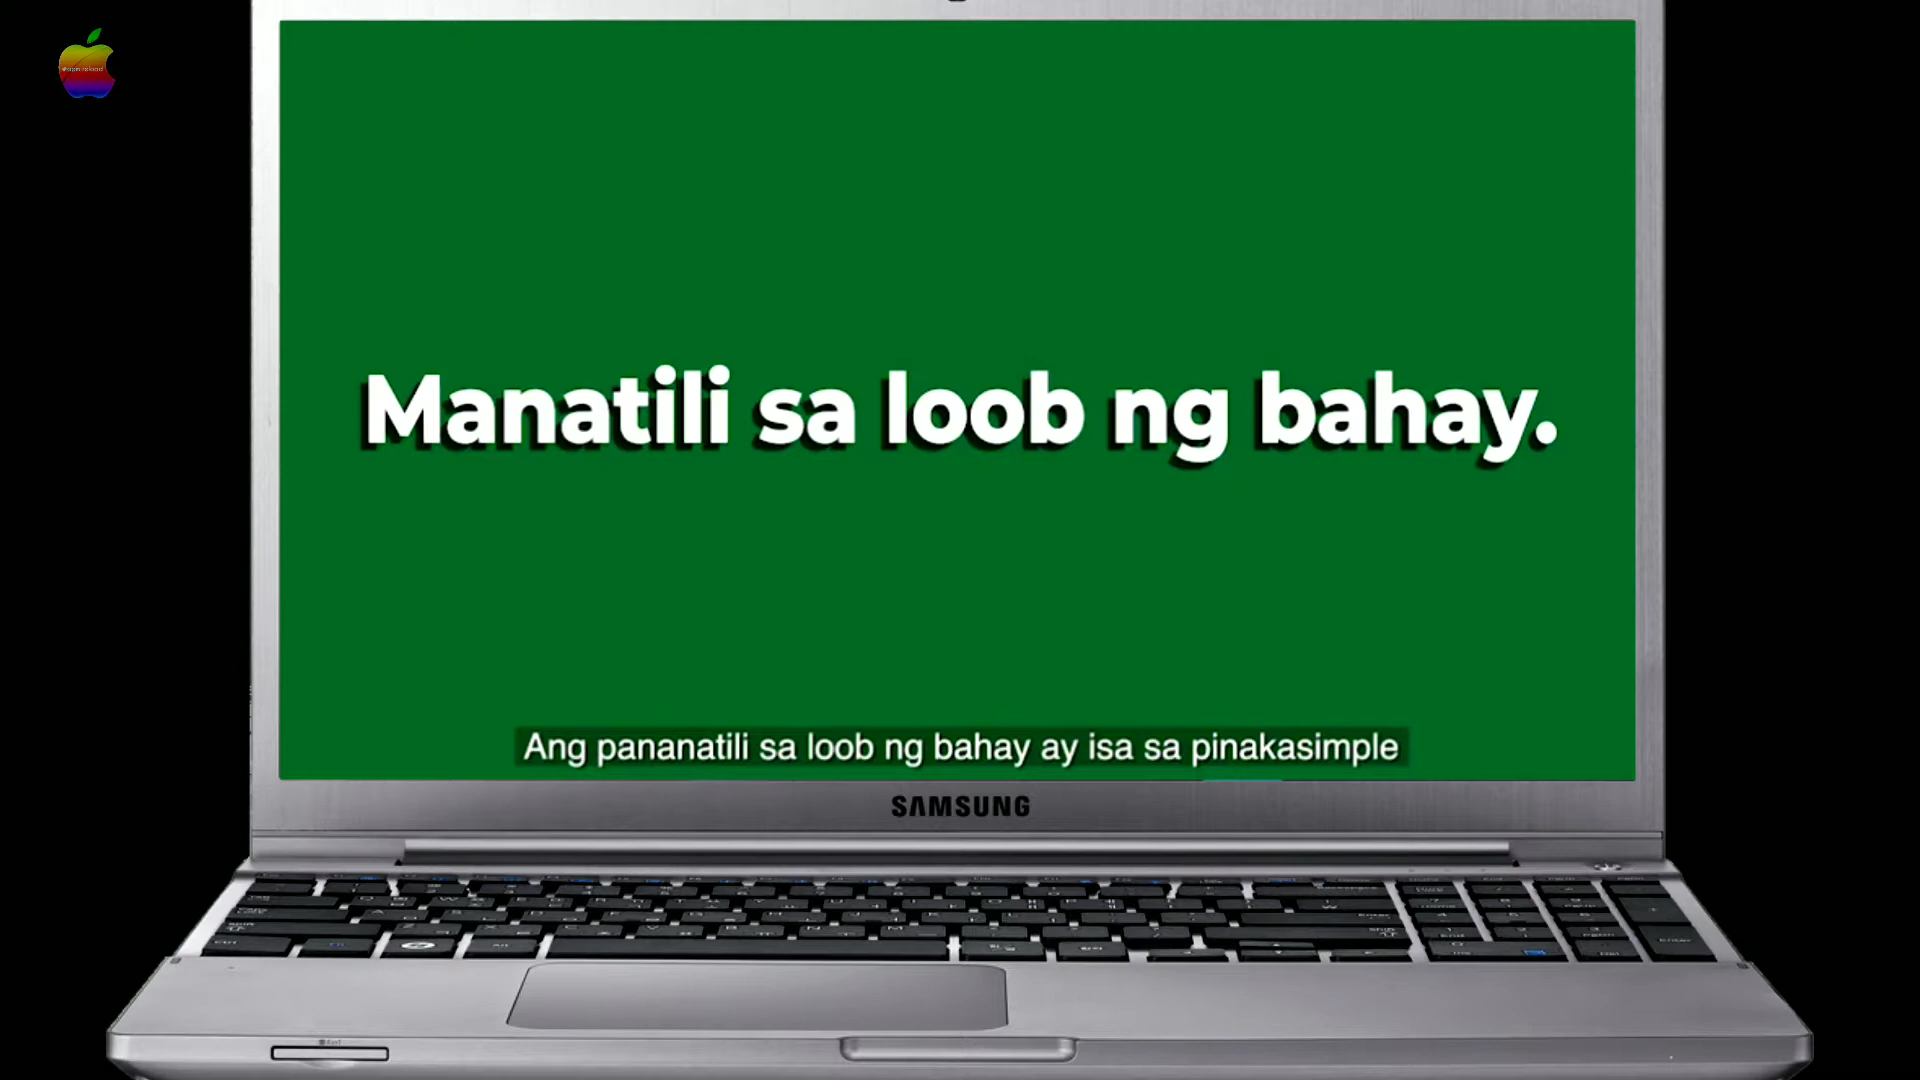 Manatili sa loob ng bahay.
Ang pananatili sa loob ng bahay ay isa sa pinakasimple
SAMSUNG